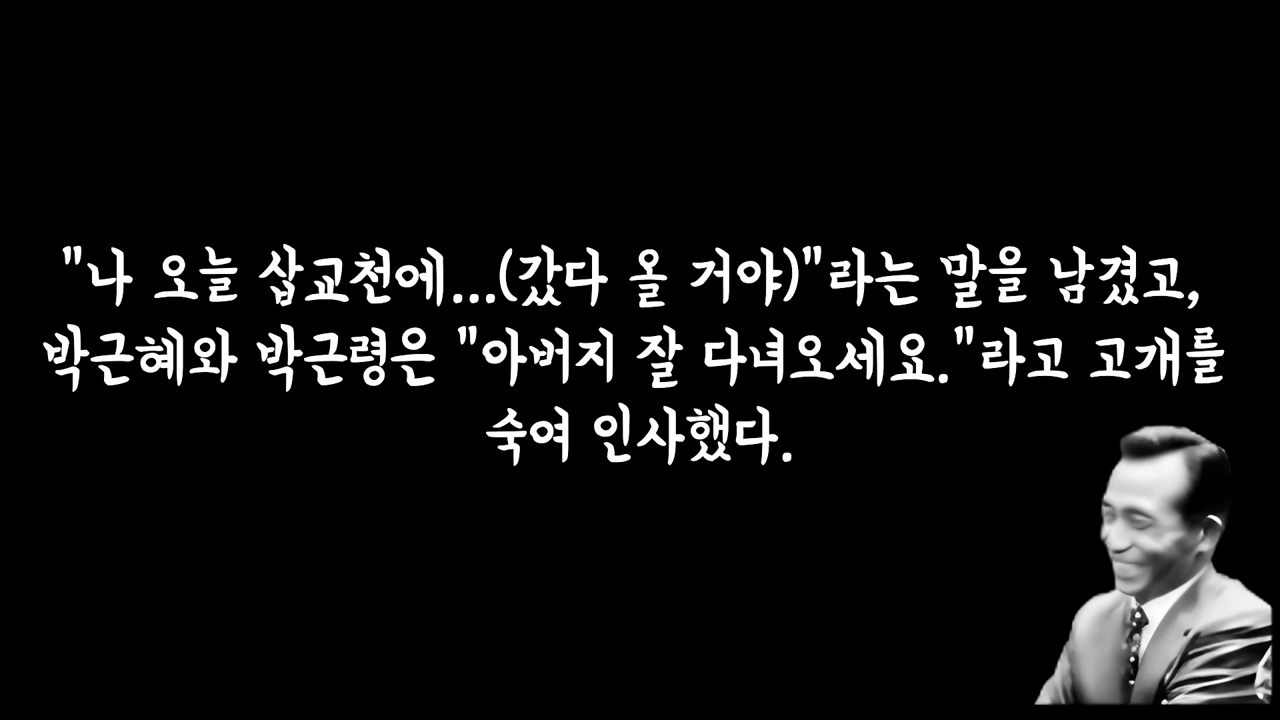 "나 오늘 삽교천에...(갔다 올 거야)"라는 말을 남겼고,
박근혜와 박근령은 "아버지 잘 다녀오세요."라고 고개를
숙여 인사했다.